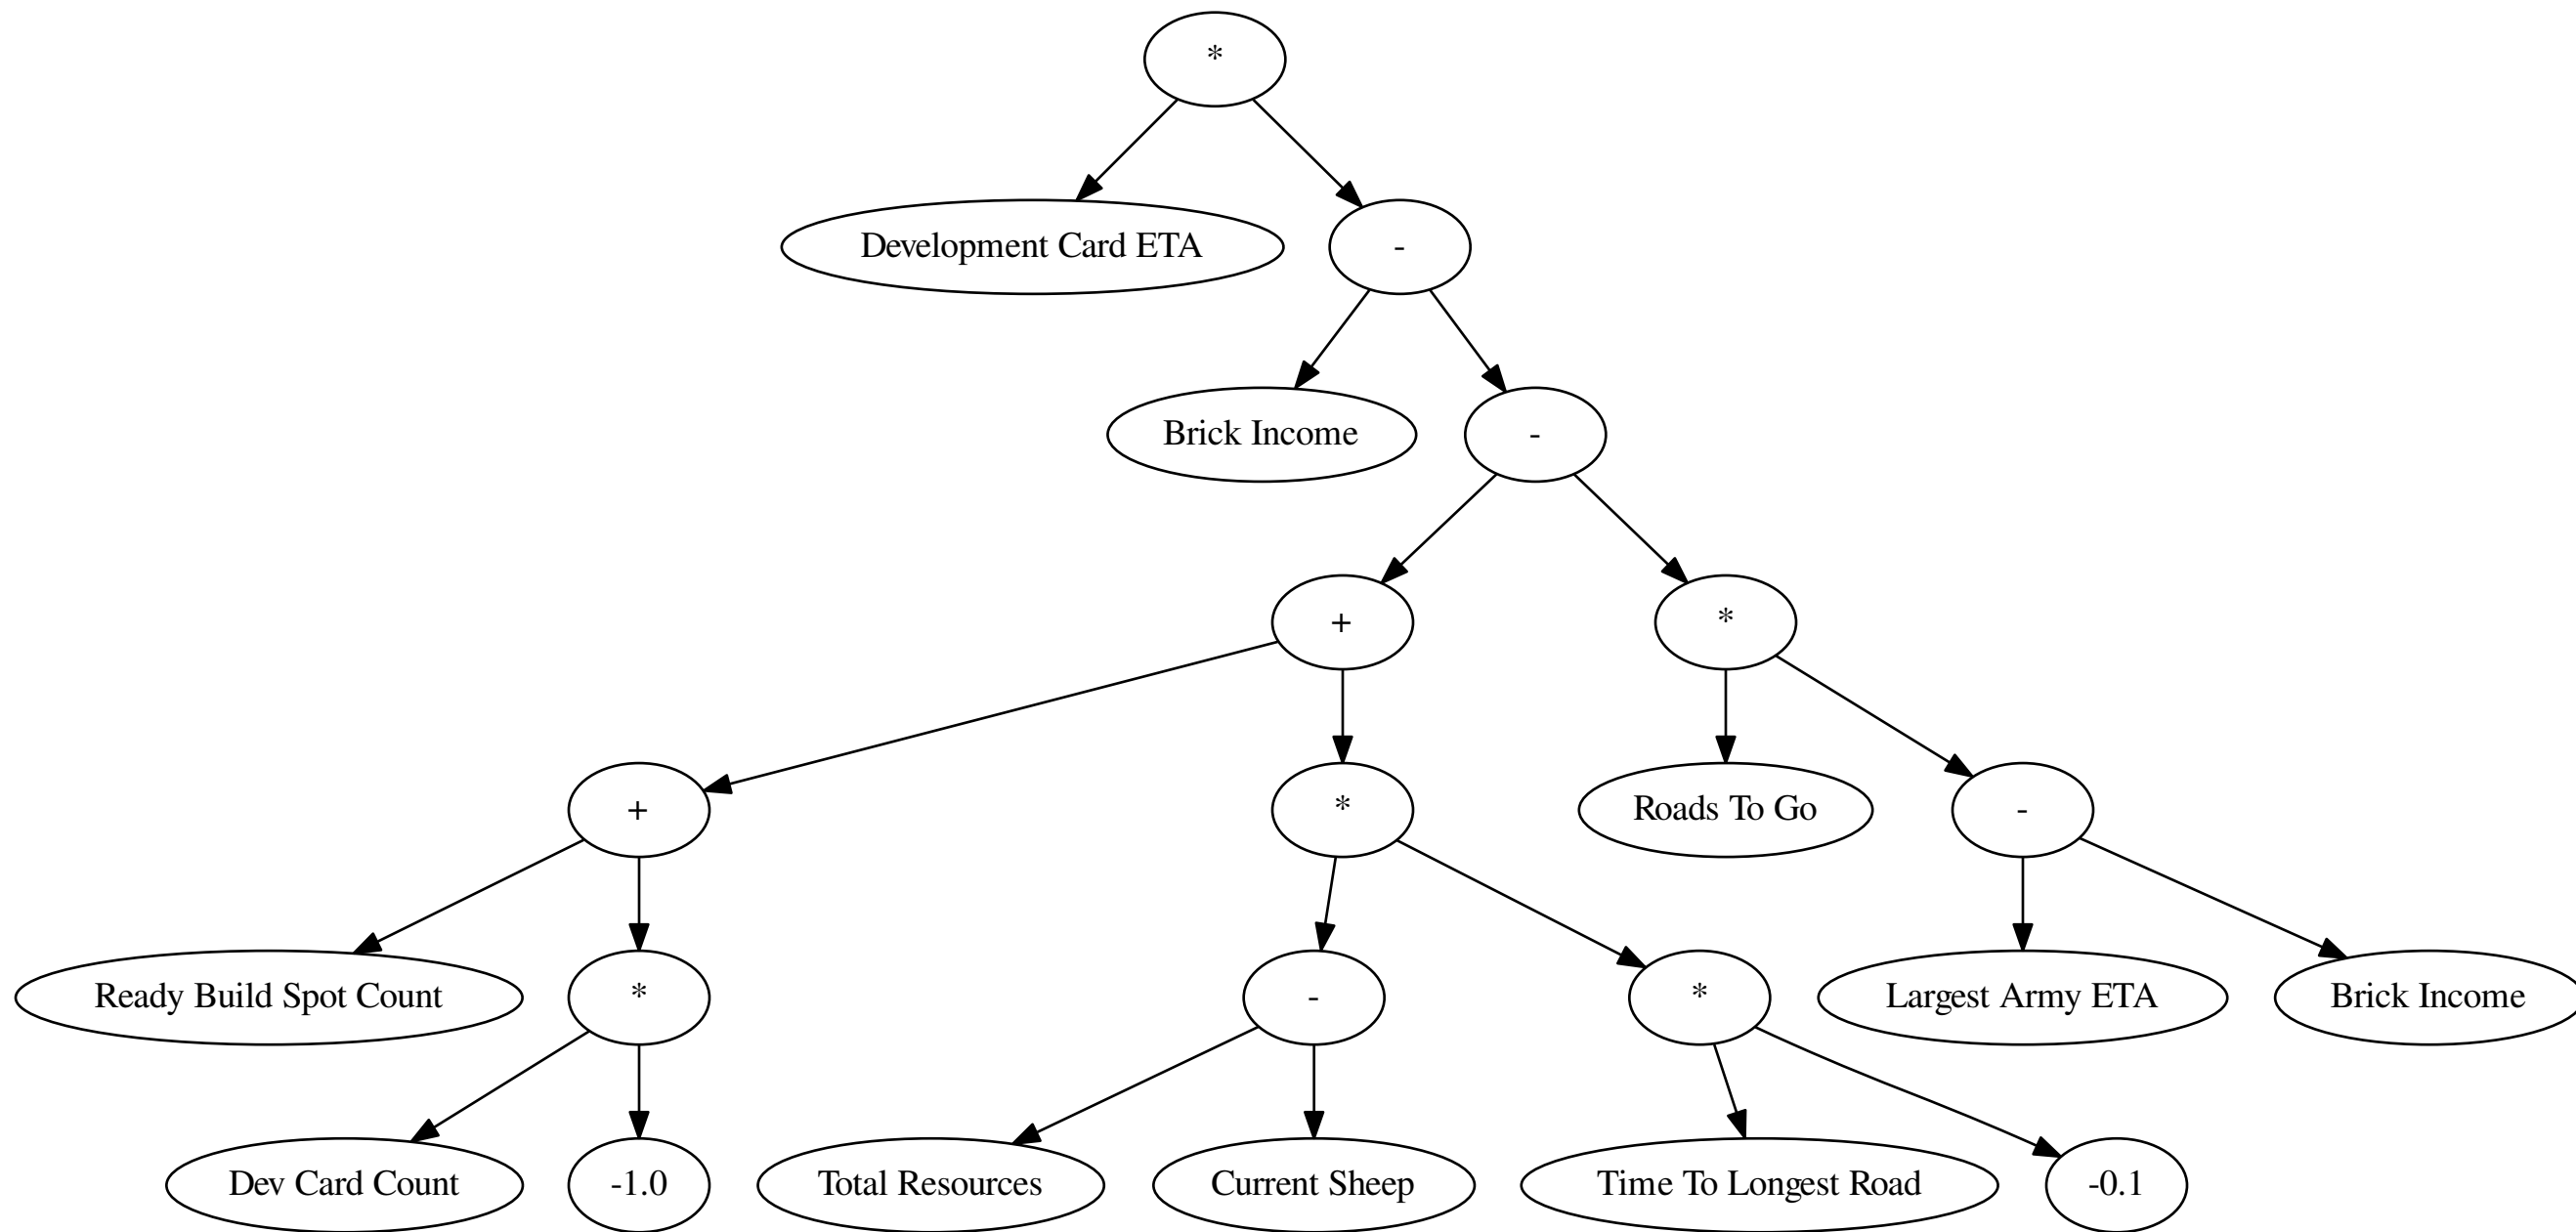 *
Development Card ETA
-
Brick Income
-
+
*
+
*
Roads To Go
-
Ready Build Spot Count
*
-
*
Largest Army ETA
Brick Income
Dev Card Count
-1.0
Total Resources
Current Sheep
Time To Longest Road
-0.1